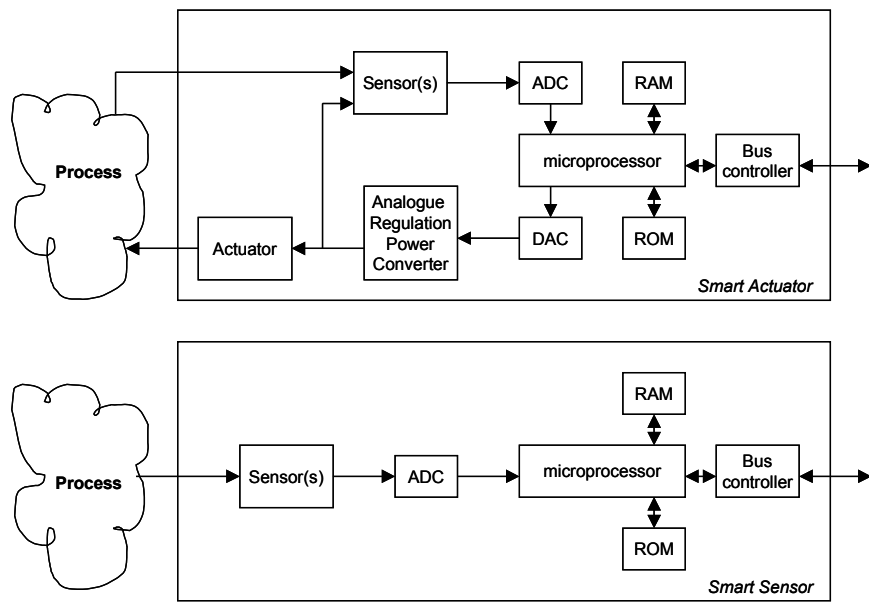 Sensor(s)
ADC
RAM
Process
microprocessor
Bus
controller
Analogue
Regulation
Power
Converter
Actuator
DAC
ROM
Smart Actuator
RAM
Process
Sensor(s)
ADC
microprocessor
Bus
controller
ROM
Smart Sensor